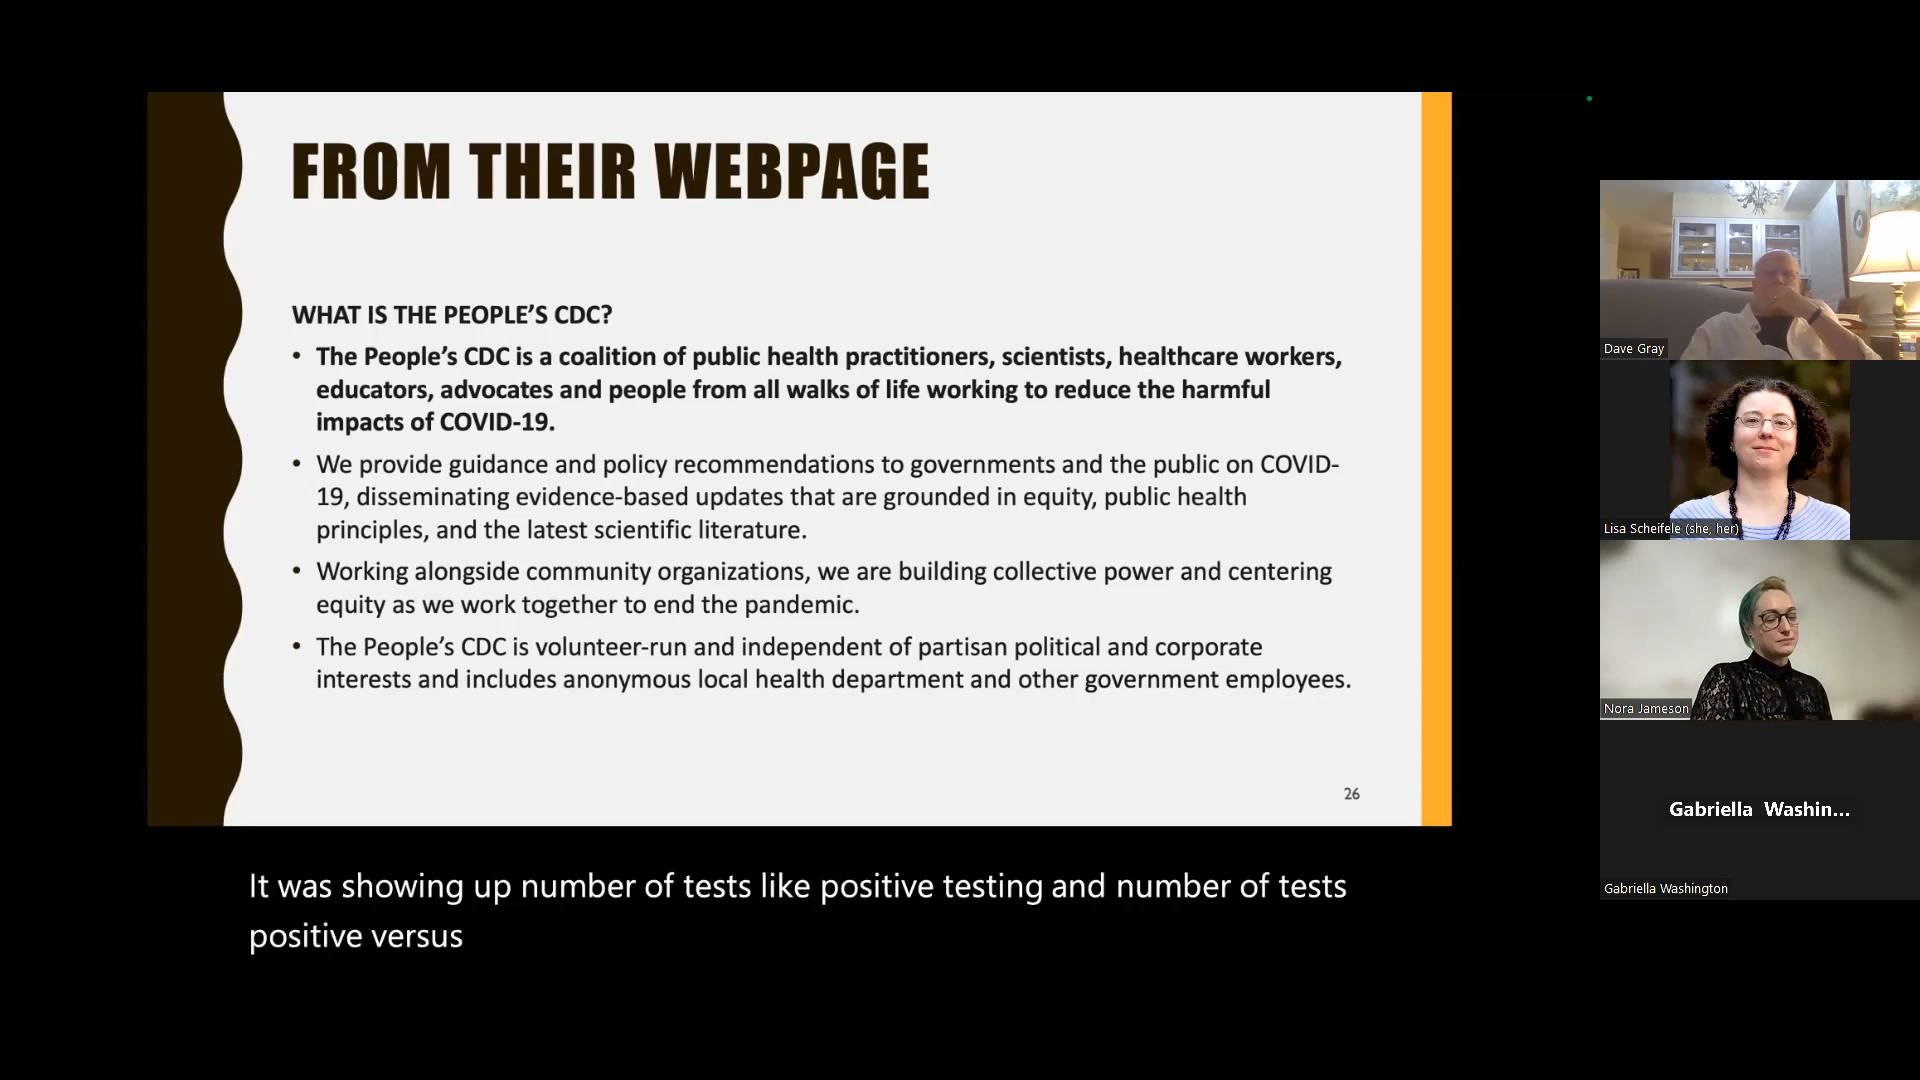 FROM THEIR WEBPAGE
WHAT IS THE PEOPLE’S CDC?
• The People’s CDC is a coalition of public health practitioners, scientists, healthcare workers,
educators, advocates and people from all walks of life working to reduce the harmful
impacts of COVID-19.
• We provide guidance and policy recommendations to governments and the public on COVID-
19, disseminating evidence-based updates that are grounded in equity, public health
principles, and the latest scientific literature.
• Working alongside community organizations, we are building collective power and centering
equity as we work together to end the pandemic.
• The People’s CDC is volunteer-run and independent of partisan political and corporate
interests and includes anonymous local health department and other government employees.
26
It was showing up number of tests like positive testing and number of tests
positive versus
Dave Gray
Lisa Scheifele (she, her)
Nora Jameson
Gabriella Washin...
Gabriella Washington